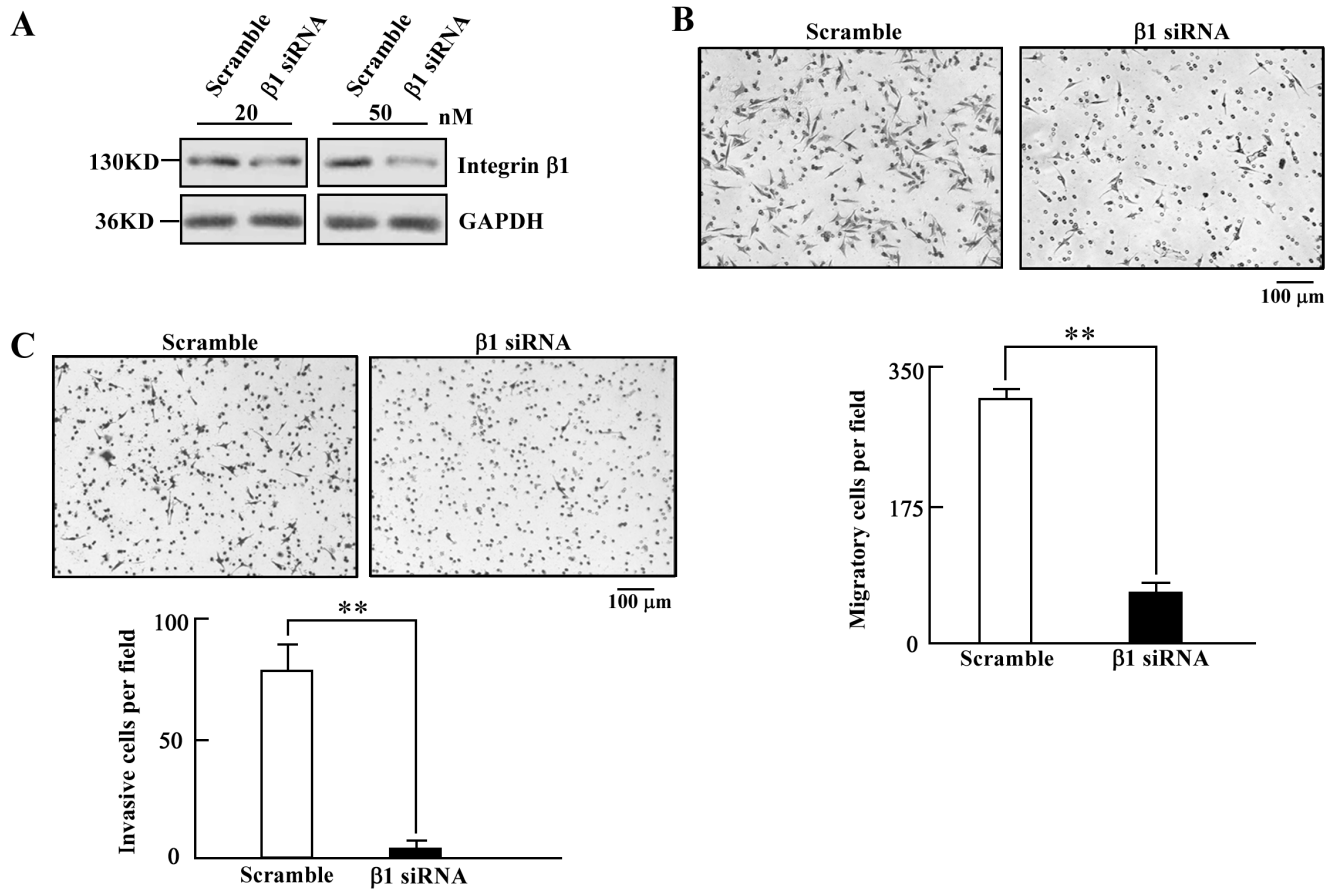 A
Scramble
β1 siRNA
Scramble
β1 siRNA
20
50
nM
130KD
Integrin β1
36KD
GAPDH
B
Scramble
β1 siRNA
100 μm
**
350
175
0
Migratory cells per field
Scramble
β1 siRNA
C
Scramble
β1 siRNA
100 μm
**
100
50
0
Invasive cells per field
Scramble
β1 siRNA